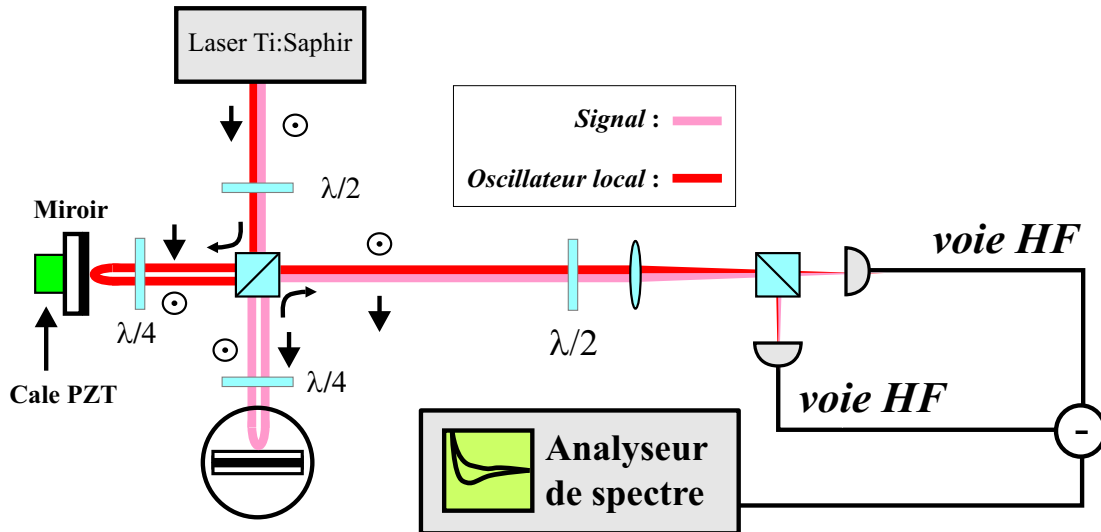 Laser Ti:Saphir
Signal :
Oscillateur local :
λ/2
Miroir
voie HF
λ/4
λ/2
Cale PZT
λ/4
voie HF
-
Analyseur
de spectre